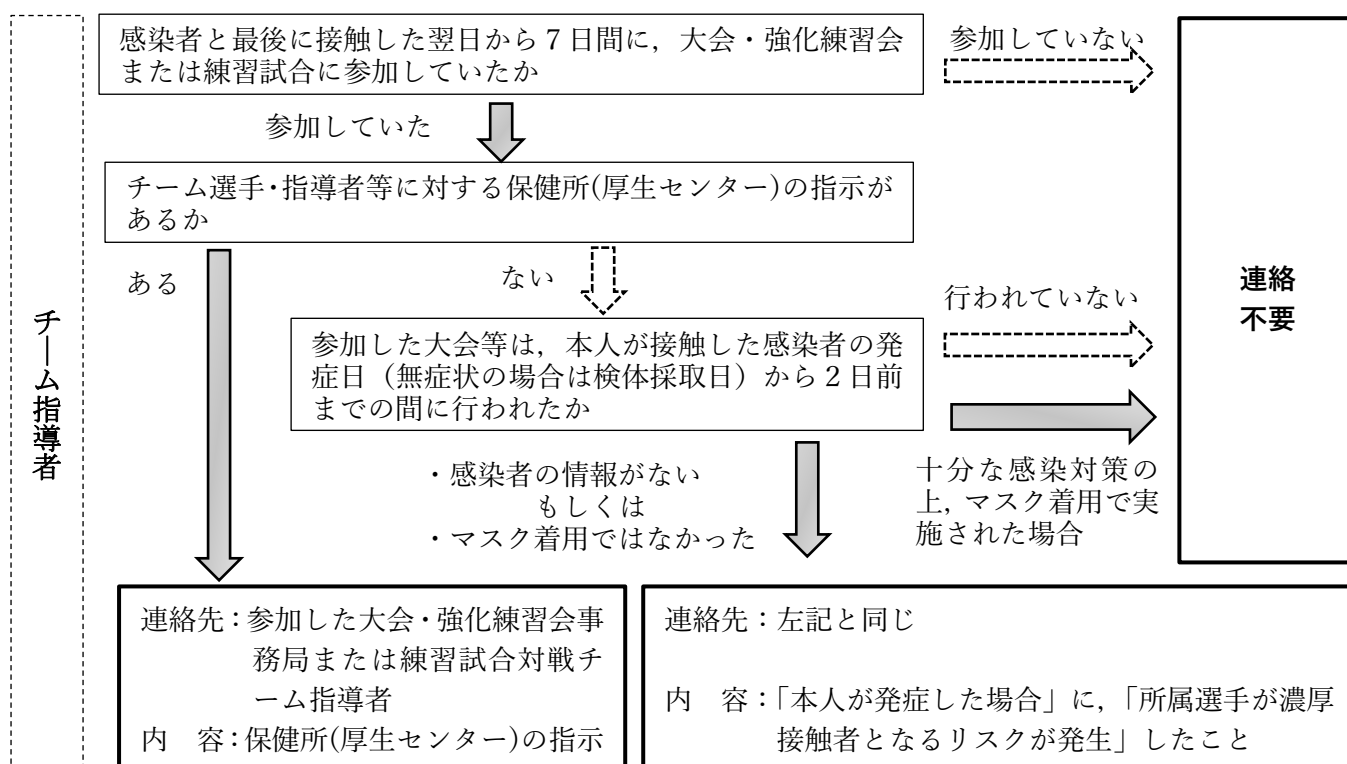 感染者と最後に接触した翌日から7日間に，大会・強化練習会
または練習試合に参加していたか
参加していない
参加していた
チーム選手・指導者等に対する保健所(厚生センター)の指示が
あるか
ある
ない
参加した大会等は，本人が接触した感染者の発
症日（無症状の場合は検体採取日）から2日前
までの間に行われたか
行われていない
十分な感染対策の
上，マスク着用で実
施された場合
・感染者の情報がない
もしくは
・マスク着用ではなかった
連絡
不要
チーム指導者
連絡先：参加した大会・強化練習会事
務局または練習試合対戦チ
ーム指導者
内　容：保健所(厚生センター)の指示
連絡先：左記と同じ
内　容：「本人が発症した場合」に，「所属選手が濃厚
接触者となるリスクが発生」したこと